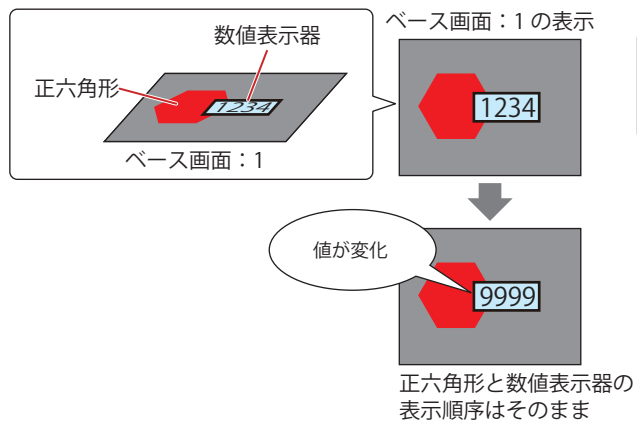 数値表示器
正六角形
1234
ベース画面：1
ベース画面：1 の表示
1234
値が変化
9999
正六角形と数値表示器の
表示順序はそのまま